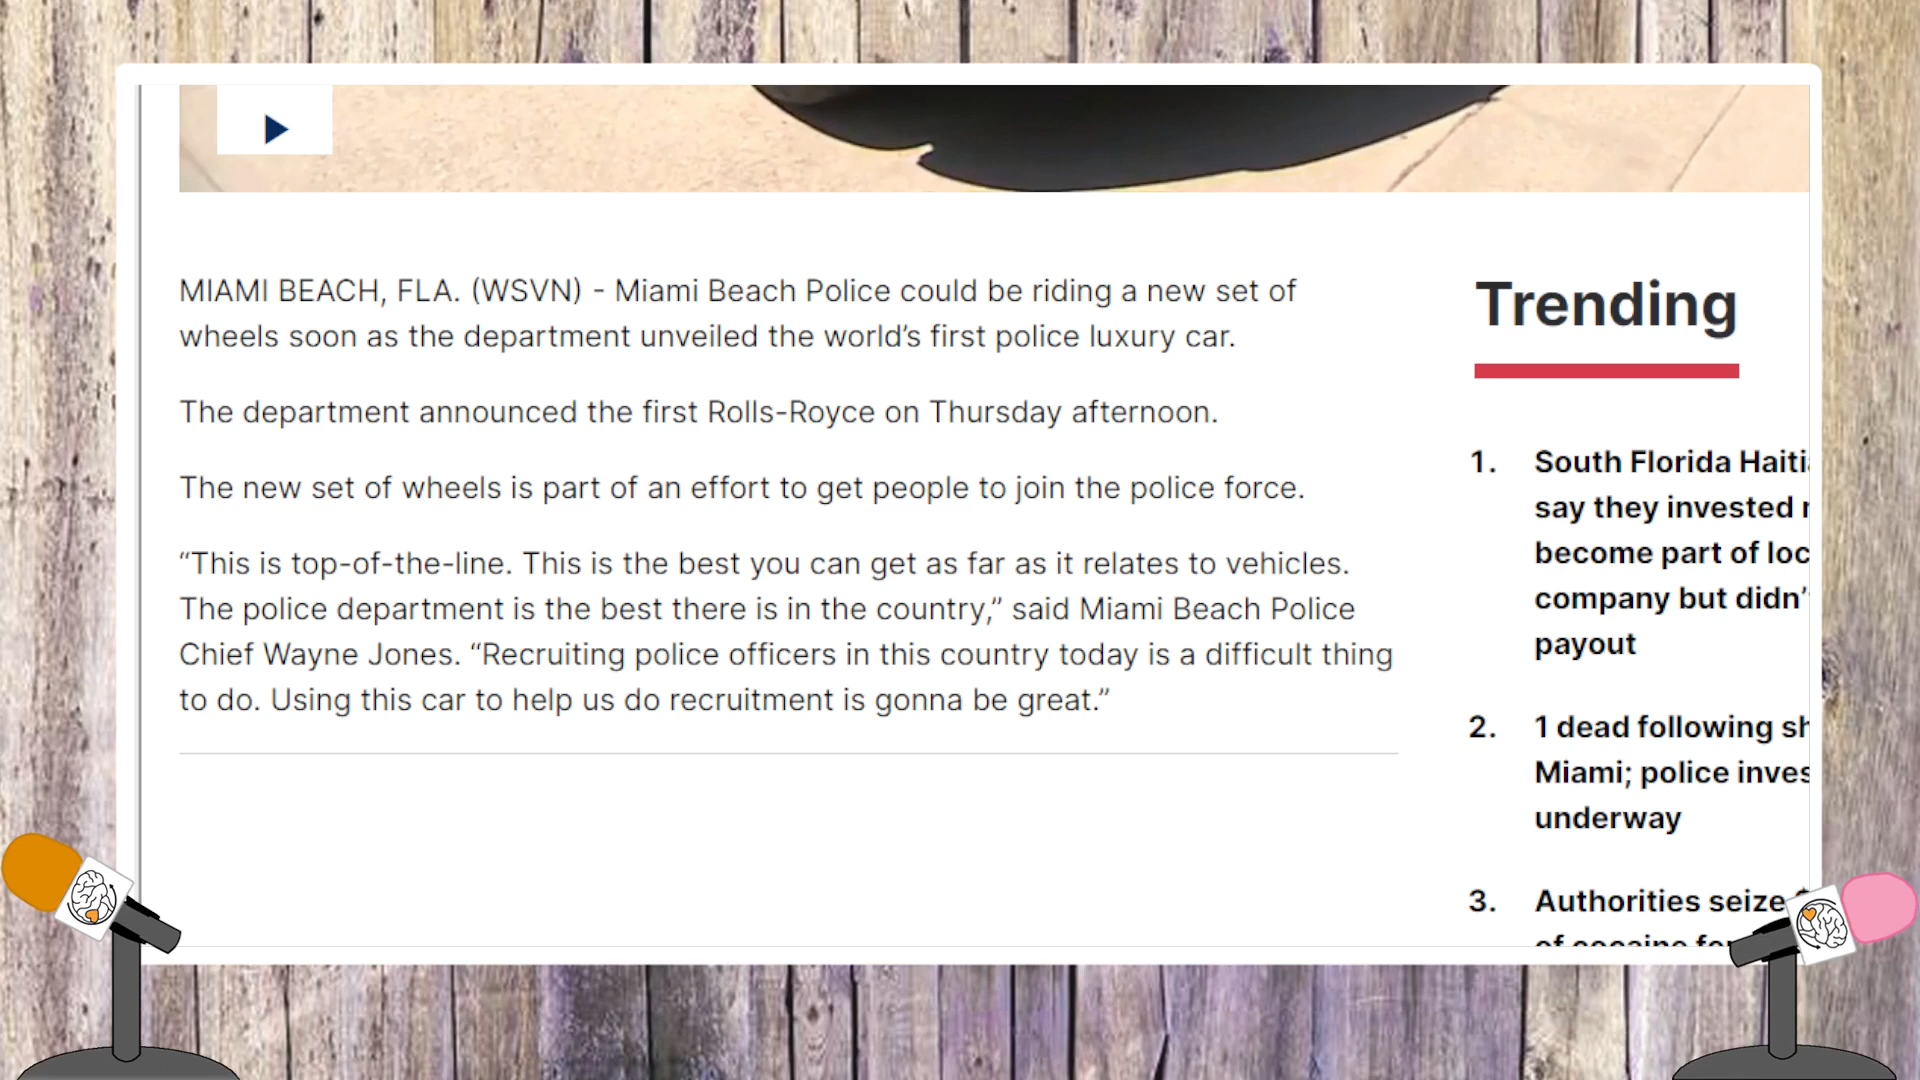 MIAMI BEACH, FLA. (WSVN) - Miami Beach Police could be riding a new set of
wheels soon as the department unveiled the world’s first police luxury car.
The department announced the first Rolls-Royce on Thursday afternoon.
The new set of wheels is part of an effort to get people to join the police force.
“This is top-of-the-line. This is the best you can get as far as it relates to vehicles.
The police department is the best there is in the country,” said Miami Beach Police
Chief Wayne Jones. “Recruiting police officers in this country today is a difficult thing
to do. Using this car to help us do recruitment is gonna be great.”
Trending
1. South Florida
say they invested
become part of
company but
payout
2. 1 dead following
Miami; police
underway
3. Authorities seize
of cocaine